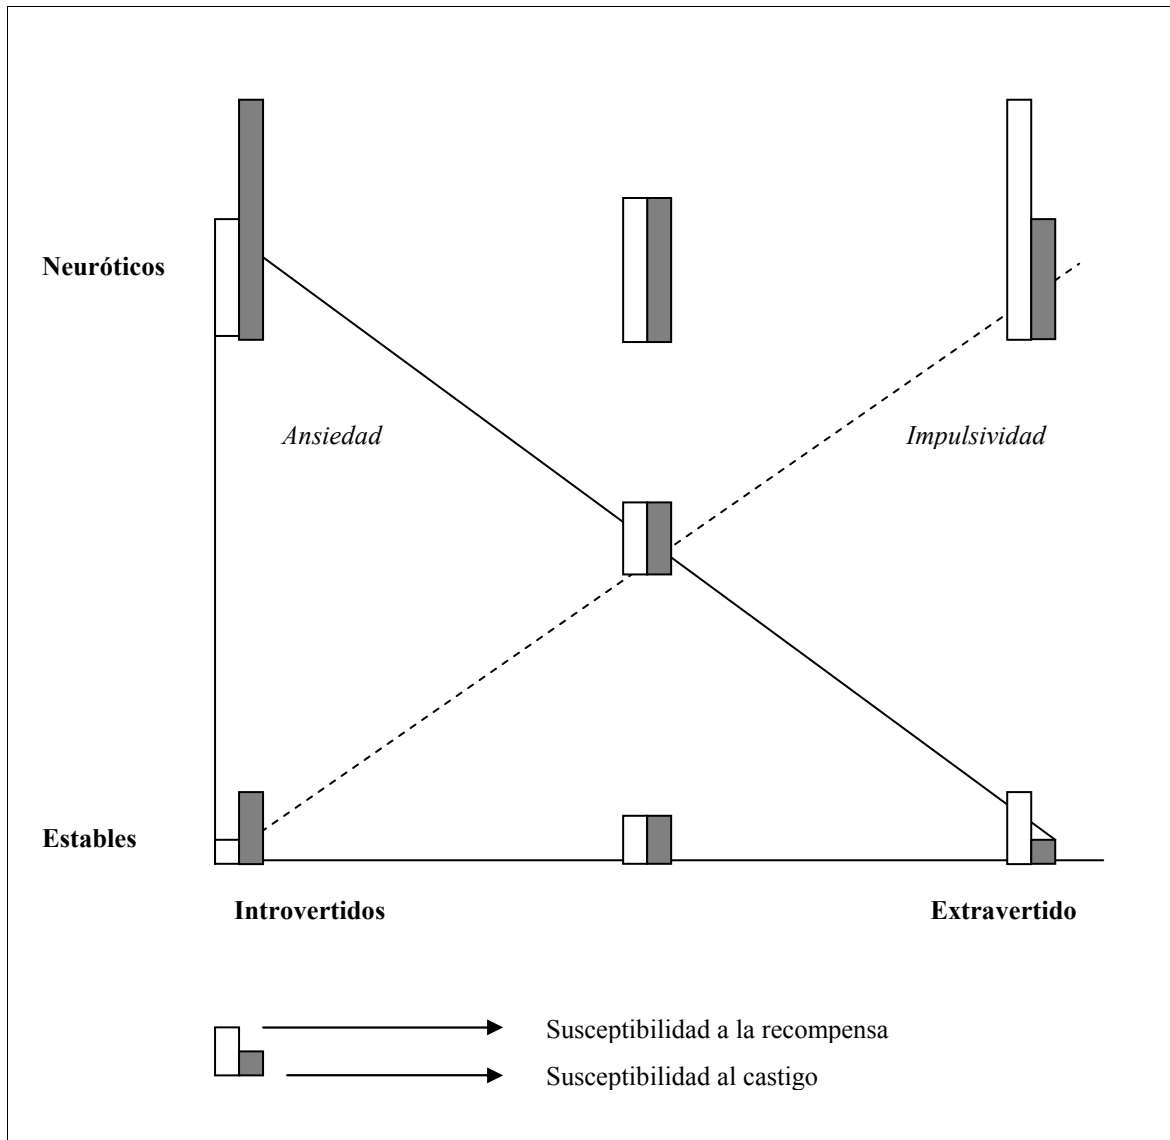 Neuróticos
Ansiedad
Impulsividad
Estables
Introvertidos
Extravertido
Susceptibilidad a la recompensa
Susceptibilidad al castigo